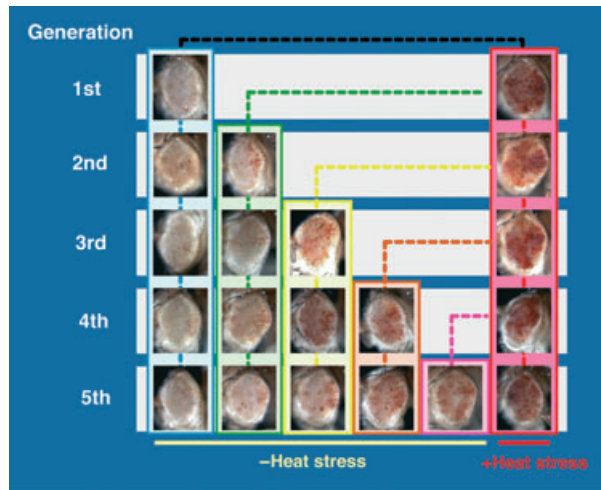 Generation
1st
2nd
3rd
4th
5th
–Heat stress
+Heat stress